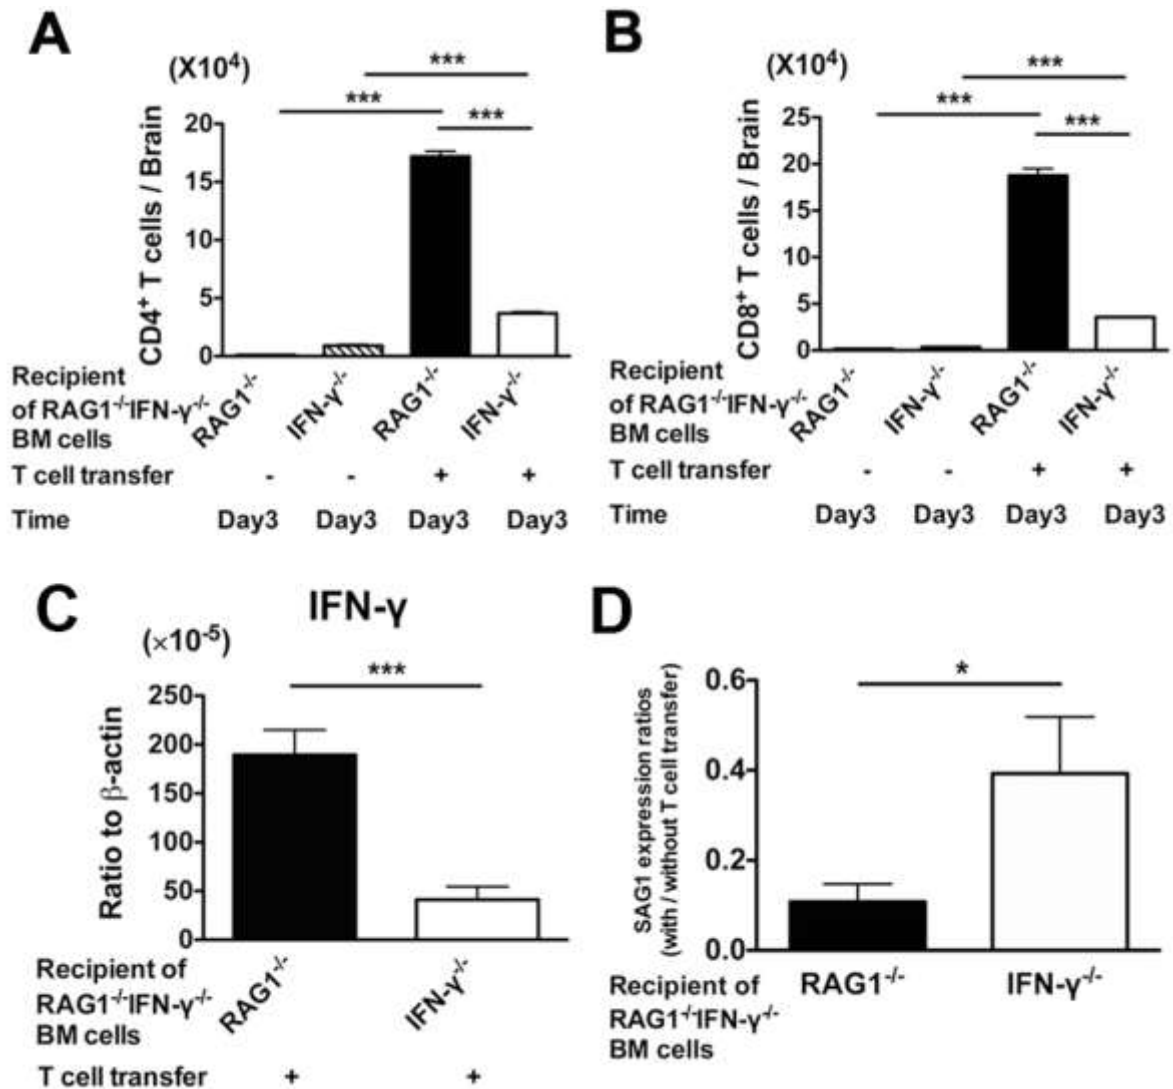 A
(X10⁴)
***
***
***
CD4⁺ T cells / Brain
20
15
10
5
0
Recipient
of RAG1⁻/⁻IFN-γ⁻/⁻
BM cells
RAG1⁻/⁻
IFN-γ⁻/⁻
RAG1⁻/⁻
IFN-γ⁻/⁻
T cell transfer - - + +
Time Day3 Day3 Day3 Day3
B
(X10⁴)
***
***
***
CD8⁺ T cells / Brain
25
20
15
10
5
0
Recipient
of RAG1⁻/⁻IFN-γ⁻/⁻
BM cells
RAG1⁻/⁻
IFN-γ⁻/⁻
RAG1⁻/⁻
IFN-γ⁻/⁻
T cell transfer - - + +
Time Day3 Day3 Day3 Day3
C
IFN-γ
(×10⁻⁵)
***
Ratio to β-actin
250
200
150
100
50
0
Recipient of
RAG1⁻/⁻IFN-γ⁻/⁻
BM cells
RAG1⁻/⁻
IFN-γ⁻/⁻
T cell transfer + +
D
*
SAG1 expression ratios
(with / without T cell transfer)
0.6
0.4
0.2
0.0
RAG1⁻/⁻ IFN-γ⁻/⁻
Recipient of
RAG1⁻/⁻IFN-γ⁻/⁻
BM cells